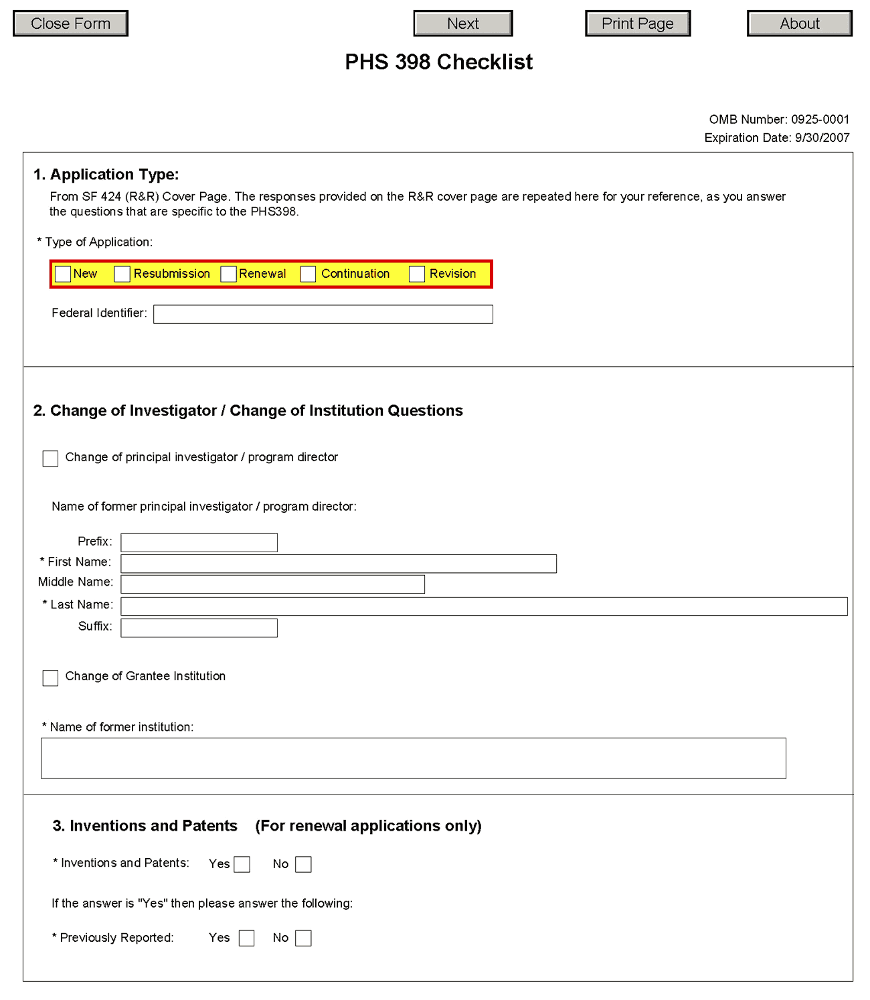 Close Form Next Print Page About
PHS 398 Checklist
OMB Number: 0925-0001
Expiration Date: 9/30/2007
1. Application Type:
From SF 424 (R&R) Cover Page. The responses provided on the R&R cover page are repeated here for your reference, as you answer
the questions that are specific to the PHS398.
* Type of Application:
New Resubmission Renewal Continuation Revision
Federal Identifier:
2. Change of Investigator / Change of Institution Questions
Change of principal investigator / program director
Name of former principal investigator / program director:
Prefix:
* First Name:
Middle Name:
* Last Name:
Suffix:
Change of Grantee Institution
* Name of former institution:
3. Inventions and Patents (For renewal applications only)
* Inventions and Patents: Yes No
If the answer is "Yes" then please answer the following:
* Previously Reported: Yes No